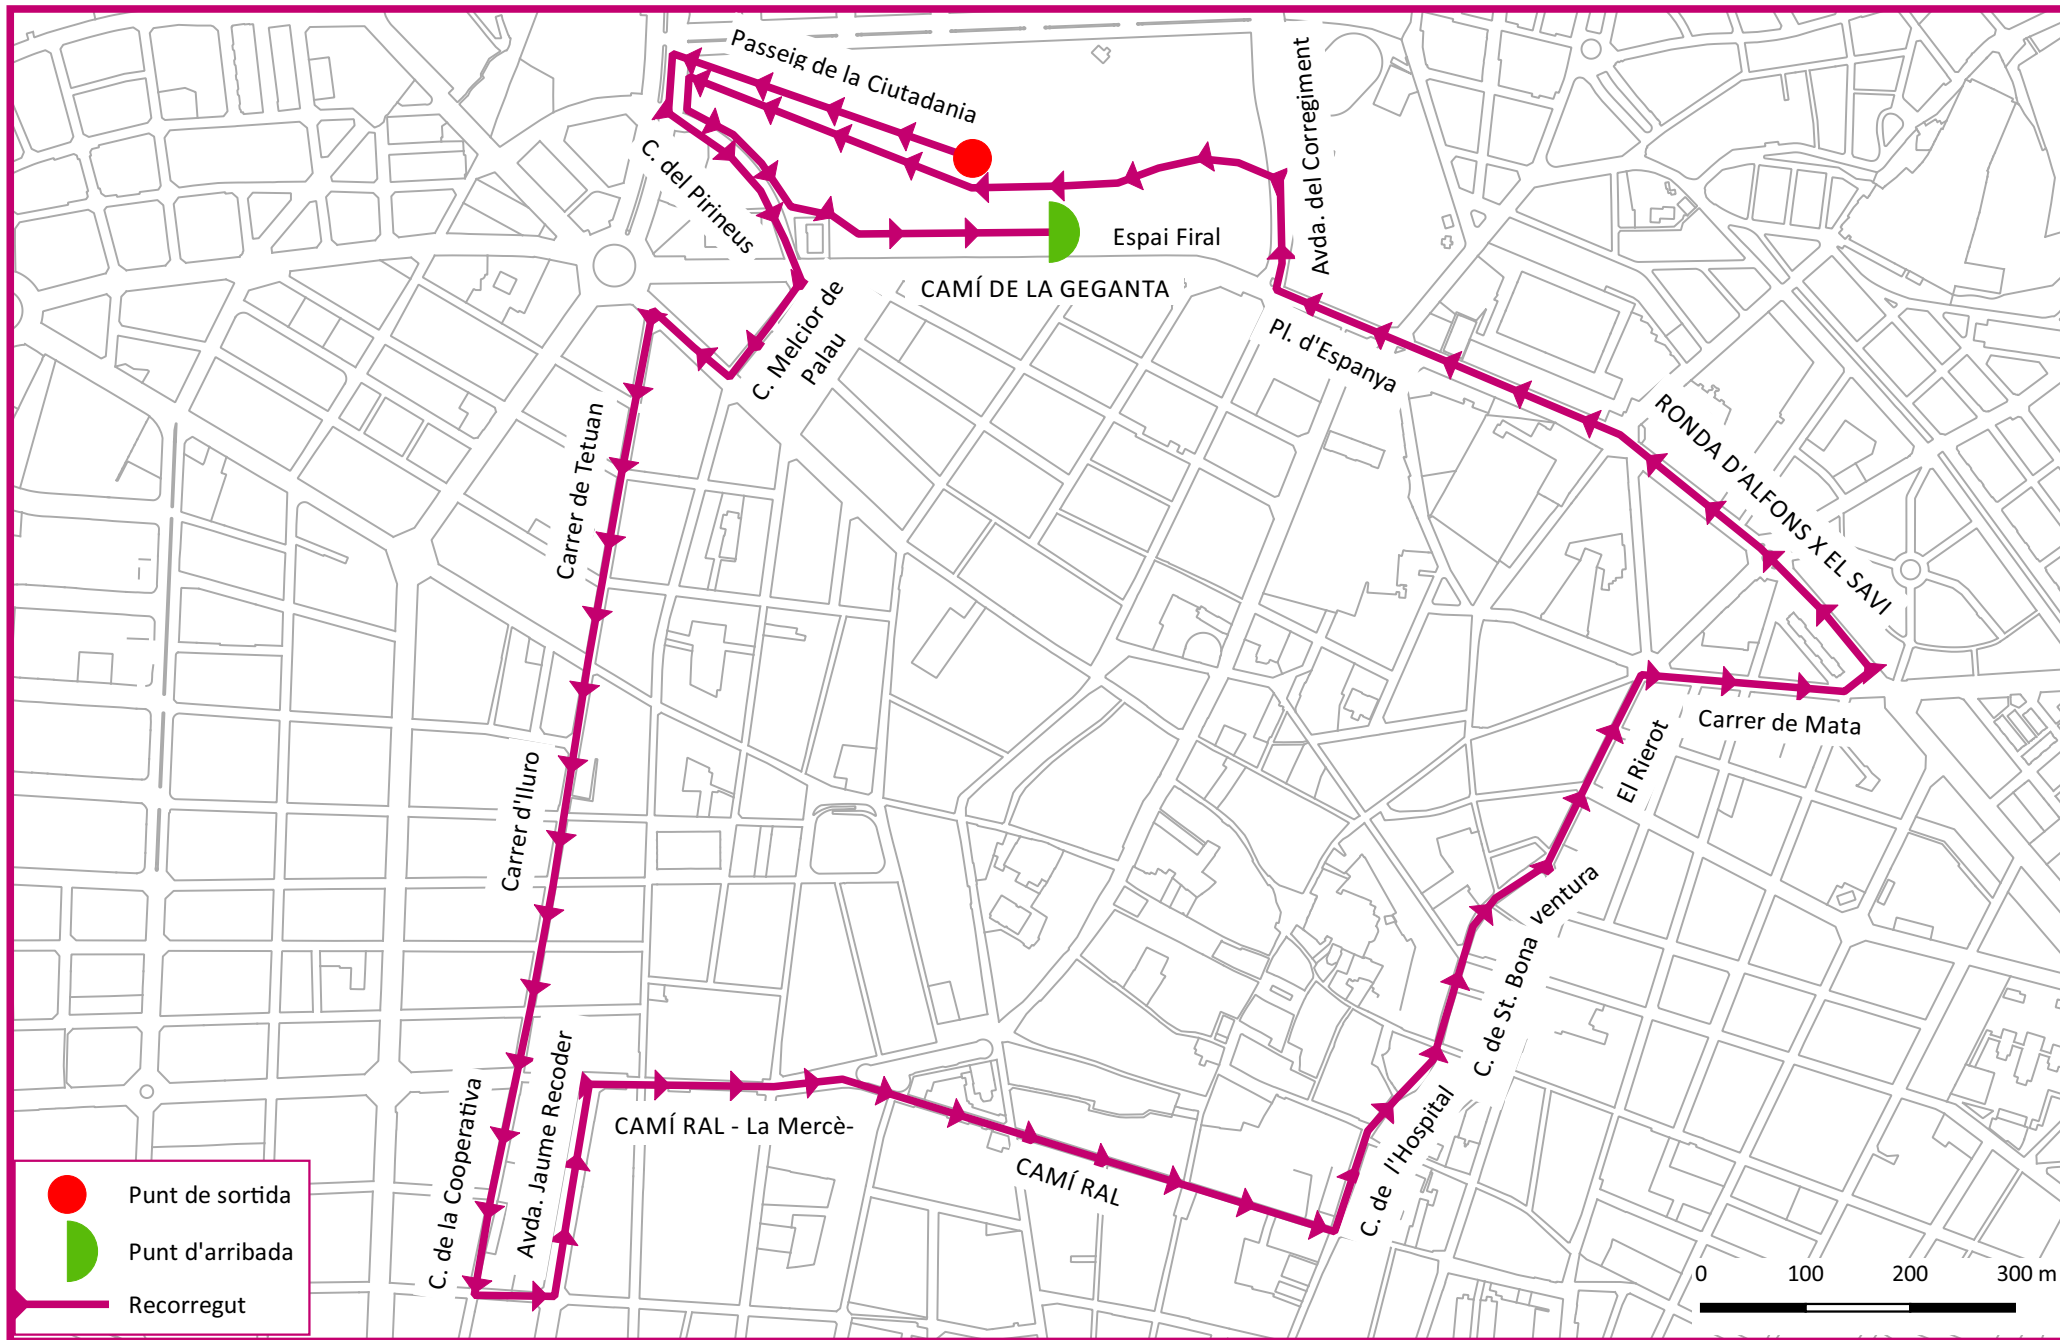 Passeig de la Ciutadania
Avda. del Corregiment
C. del Pirineus
Espai Firal
CAMÍ DE LA GEGANTA
C. Melcior de
Palau
Pl. d'Espanya
RONDA D'ALFONS X EL SAVI
Carrer de Tetuan
Carrer de Mata
El Rierot
Carrer d'Iluro
C. de St. Bona ventura
Avda. Jaume Recoder
C. de la Cooperativa
CAMÍ RAL - La Mercè-
CAMÍ RAL
C. de l'Hospital
Punt de sortida
Punt d'arribada
Recorregut
0 100 200 300 m